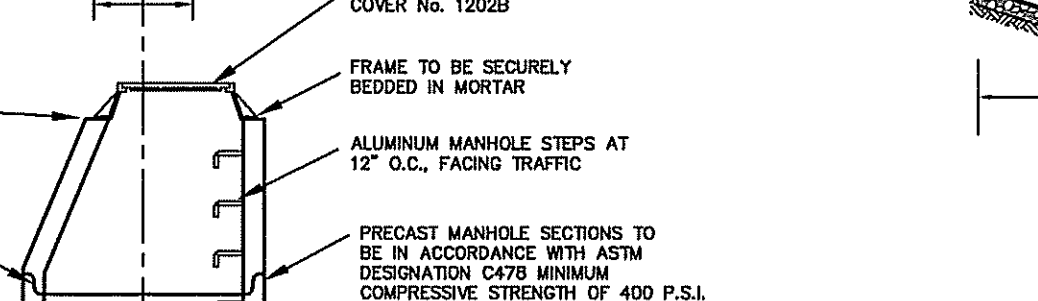 COVER No. 1202B
FRAME TO BE SECURELY
BEDDED IN MORTAR
ALUMINUM MANHOLE STEPS AT
12" O.C., FACING TRAFFIC
PRECAST MANHOLE SECTIONS TO
BE IN ACCORDANCE WITH ASTM
DESIGNATION C478 MINIMUM
COMPRESSIVE STRENGTH OF 400 P.S.I.